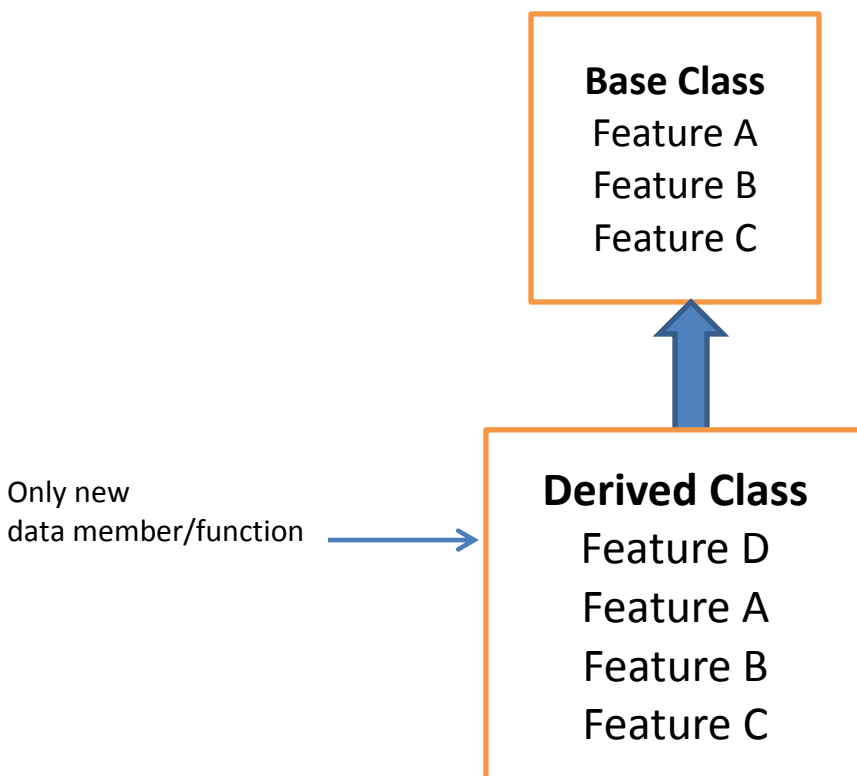 Base Class
Feature A
Feature B
Feature C
Only new
data member/function
Derived Class
Feature D
Feature A
Feature B
Feature C